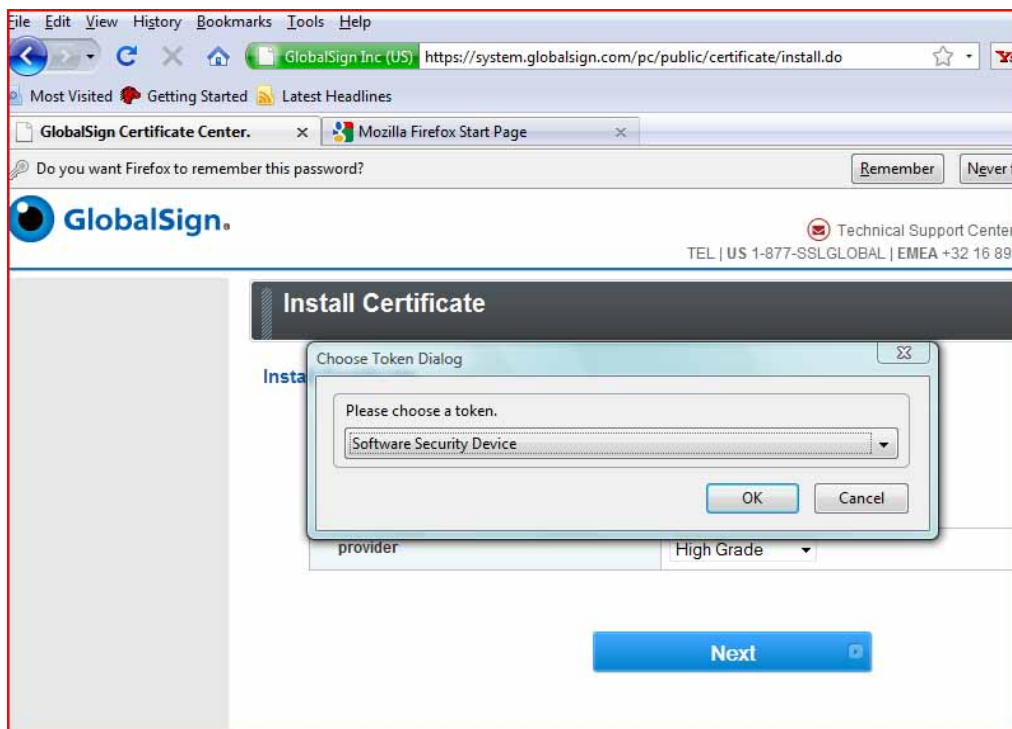 File Edit View History Bookmarks Tools Help
GlobalSign Inc (US) https://system.globalsign.com/pc/public/certificate/install.do
Most Visited Getting Started Latest Headlines
GlobalSign Certificate Center. Mozilla Firefox Start Page
Do you want Firefox to remember this password? Remember Never
GlobalSign.
Technical Support Center
TEL | US 1-877-SSLGLOBAL | EMEA +32 16 89
Install Certificate
Choose Token Dialog
Insta
Please choose a token.
Software Security Device
OK Cancel
provider High Grade
Next